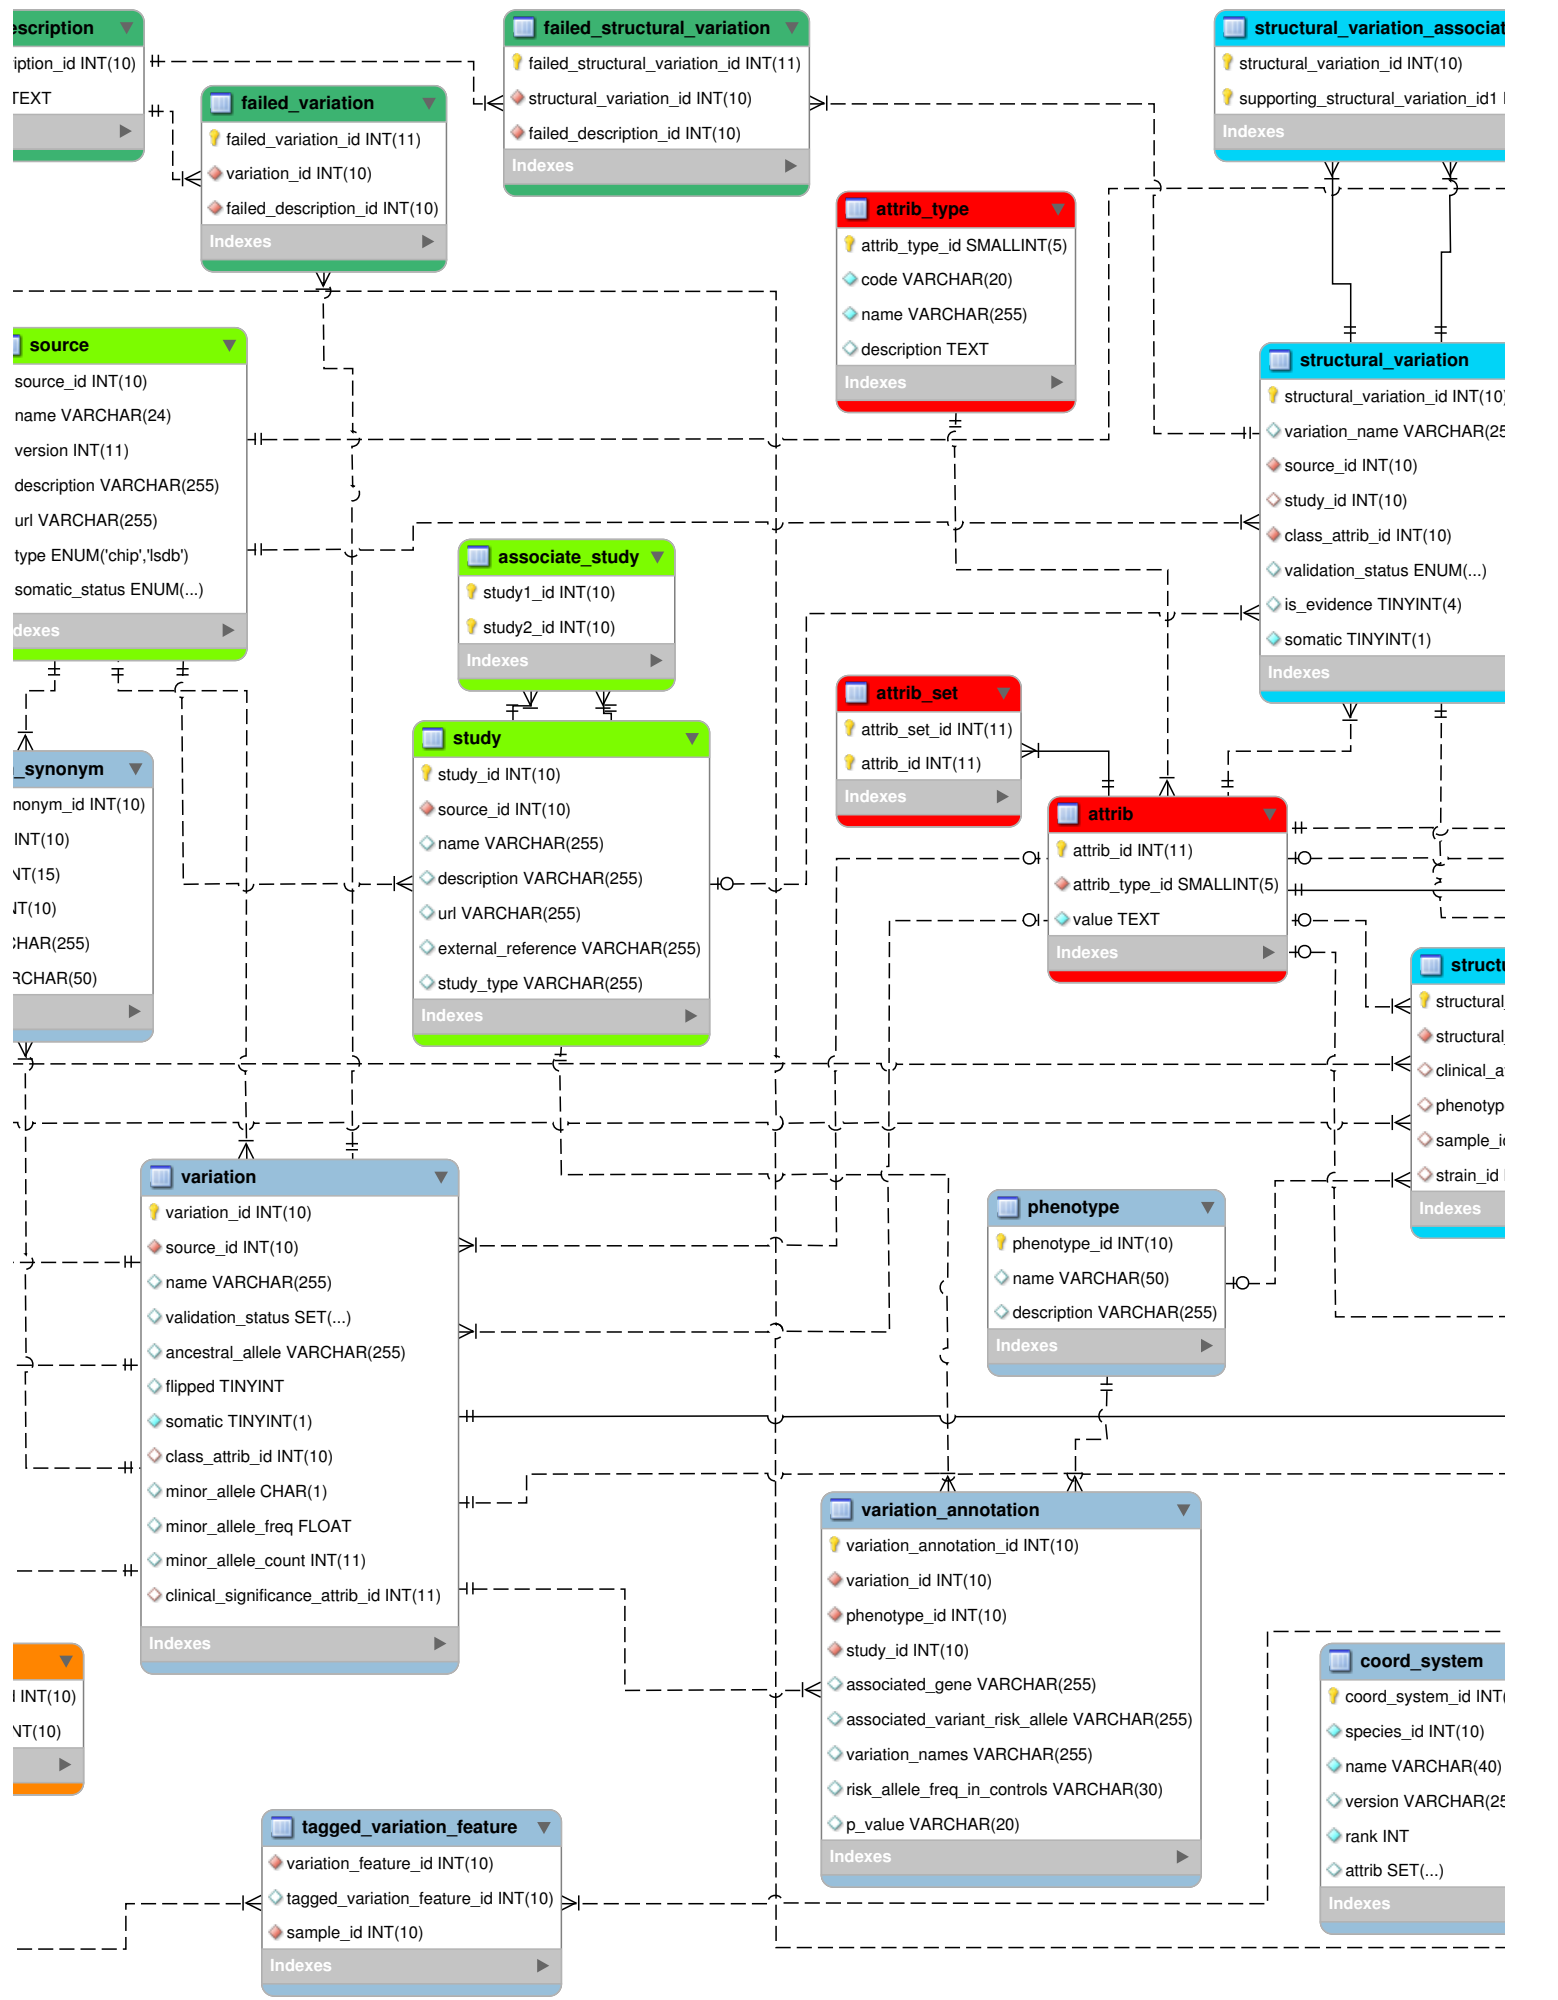 escription
iption_id INT(10)
TEXT
failed_variation
failed_variation_id INT(11)
variation_id INT(10)
failed_description_id INT(10)
Indexes
failed_structural_variation
failed_structural_variation_id INT(11)
structural_variation_id INT(10)
failed_description_id INT(10)
Indexes
structural_variation_associat
structural_variation_id INT(10)
supporting_structural_variation_id1
Indexes
attrib_type
attrib_type_id SMALLINT(5)
code VARCHAR(20)
name VARCHAR(255)
description TEXT
Indexes
source
source_id INT(10)
name VARCHAR(24)
version INT(11)
description VARCHAR(255)
url VARCHAR(255)
type ENUM('chip','lsdb')
somatic_status ENUM(...)
dexes
structural_variation
structural_variation_id INT(10)
variation_name VARCHAR(25
source_id INT(10)
study_id INT(10)
class_attrib_id INT(10)
validation_status ENUM(...)
is_evidence TINYINT(4)
somatic TINYINT(1)
Indexes
associate_study
study1_id INT(10)
study2_id INT(10)
Indexes
attrib_set
attrib_set_id INT(11)
attrib_id INT(11)
Indexes
study
study_id INT(10)
source_id INT(10)
name VARCHAR(255)
description VARCHAR(255)
url VARCHAR(255)
external_reference VARCHAR(255)
study_type VARCHAR(255)
Indexes
_synonym
nonym_id INT(10)
INT(10)
NT(15)
NT(10)
CHAR(255)
RCHAR(50)
attrib
attrib_id INT(11)
attrib_type_id SMALLINT(5)
value TEXT
Indexes
structu
structural_
structural_
clinical_a
phenotyp
sample_id
strain_id
Indexes
variation
variation_id INT(10)
source_id INT(10)
name VARCHAR(255)
validation_status SET(...)
ancestral_allele VARCHAR(255)
flipped TINYINT
somatic TINYINT(1)
class_attrib_id INT(10)
minor_allele CHAR(1)
minor_allele_freq FLOAT
minor_allele_count INT(11)
clinical_significance_attrib_id INT(11)
Indexes
phenotype
phenotype_id INT(10)
name VARCHAR(50)
description VARCHAR(255)
Indexes
variation_annotation
variation_annotation_id INT(10)
variation_id INT(10)
phenotype_id INT(10)
study_id INT(10)
associated_gene VARCHAR(255)
associated_variant_risk_allele VARCHAR(255)
variation_names VARCHAR(255)
risk_allele_freq_in_controls VARCHAR(30)
p_value VARCHAR(20)
Indexes
INT(10)
NT(10)
coord_system
coord_system_id INT(
species_id INT(10)
name VARCHAR(40)
version VARCHAR(25
rank INT
attrib SET(...)
Indexes
tagged_variation_feature
variation_feature_id INT(10)
tagged_variation_feature_id INT(10)
sample_id INT(10)
Indexes